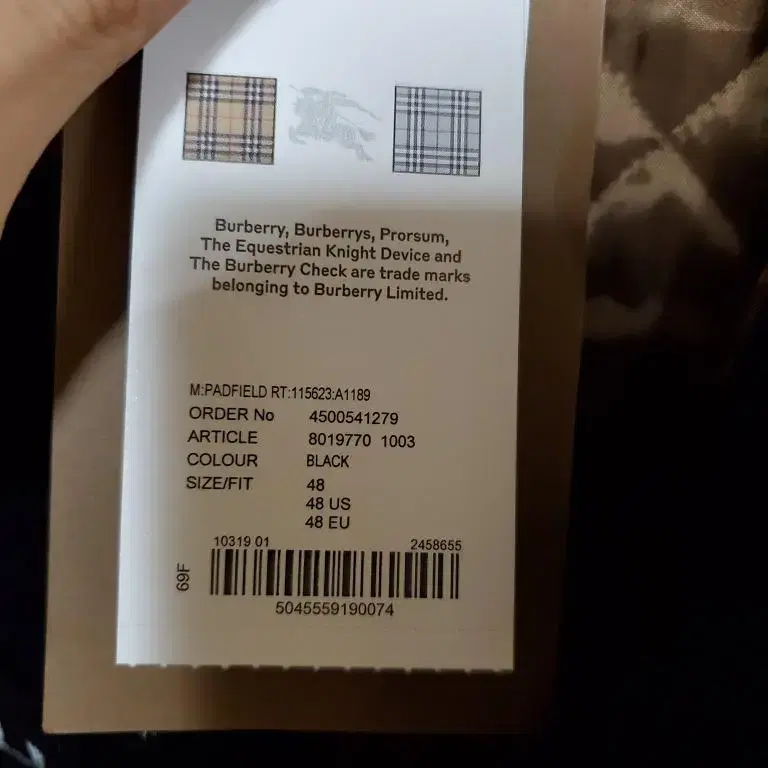 Burberry, Burberrys, Prorsum,
The Equestrian Knight Device and
The Burberry Check are trade marks
belonging to Burberry Limited.
M:PADFIELD RT:115623:A1189
ORDER No 4500541279
ARTICLE 8019770 1003
COLOUR BLACK
SIZE/FIT 48
48 US
48 EU
10319 01 2458655
69F
5045559190074